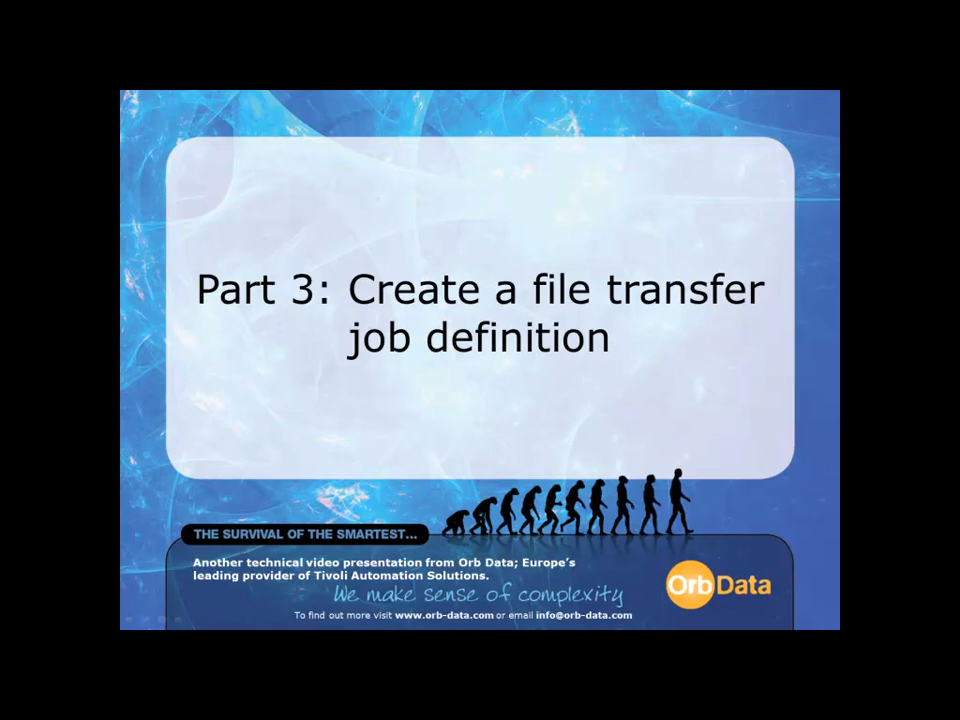 Part 3: Create a file transfer
job definition
THE SURVIVAL OF THE SMARTEST...
Another technical video presentation from Orb Data; Europe's
leading provider of Tivoli Automation Solutions.
We make sense of complexity
OrbData
To find out more visit www.orb-data.com or email info@orb-data.com